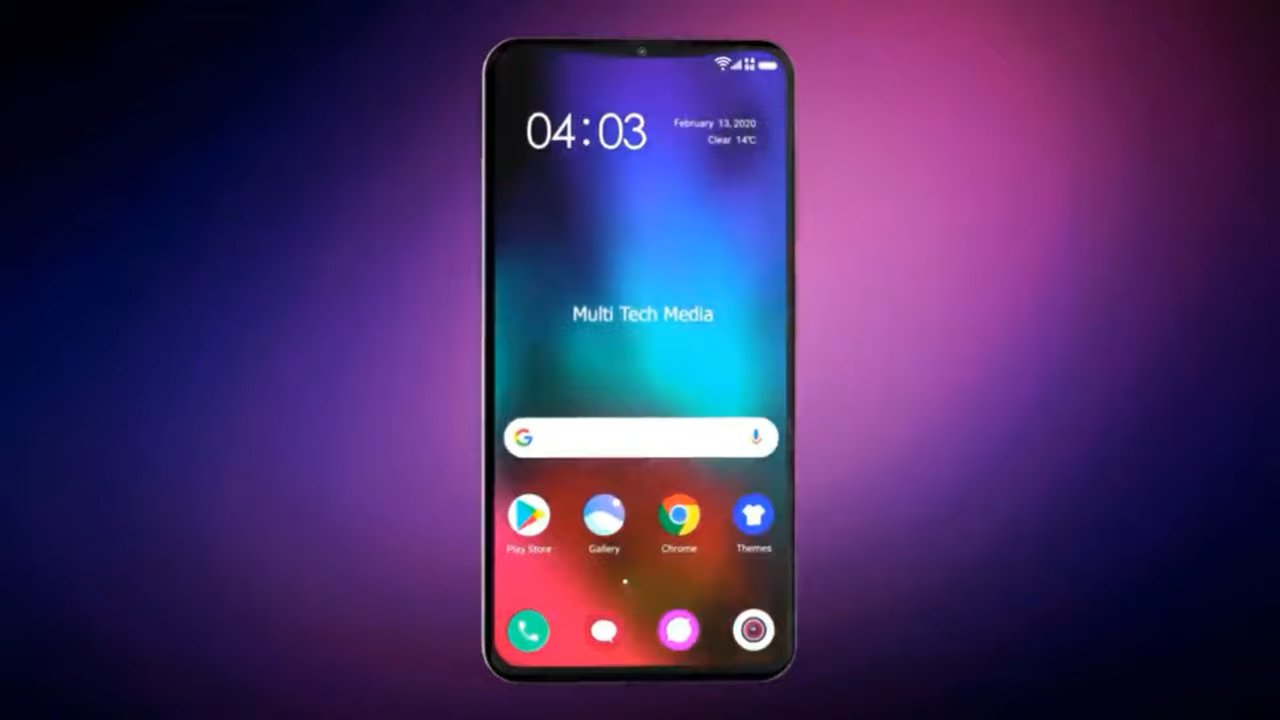 04:03
February 13, 2020
Clear 14°C
Multi Tech Media
Play Store
Gallery
Chrome
Themes